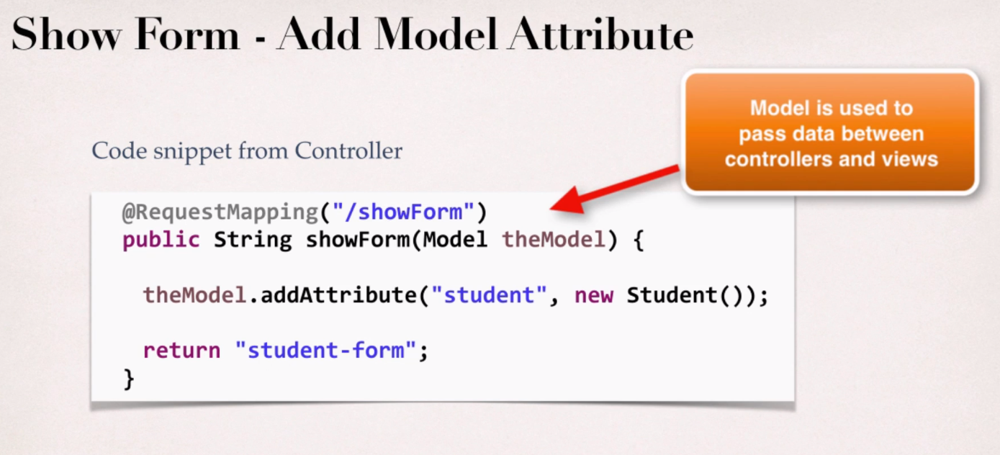 Show Form - Add Model Attribute
Model is used to
pass data between
controllers and views
Code snippet from Controller
@RequestMapping("/showForm")
public String showForm(Model theModel) {
theModel.addAttribute("student", new Student());
return "student-form";
}